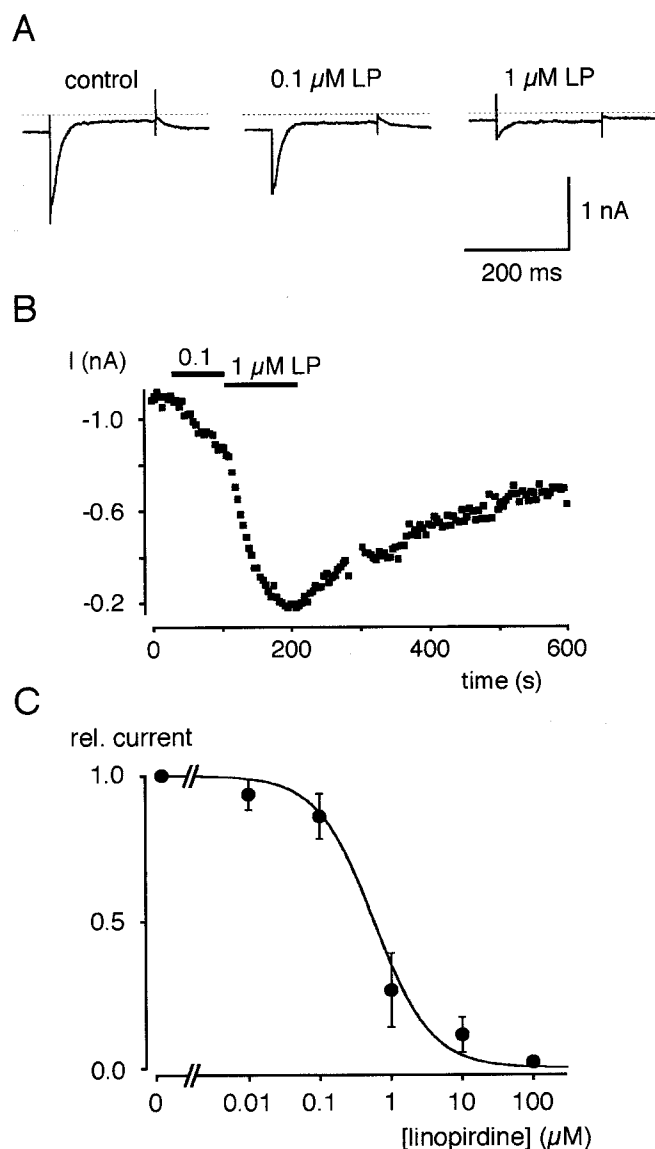 A
control
0.1 µM LP
1 µM LP
1 nA
200 ms
B
I (nA)
0.1
1 µM LP
-1.0
-0.6
-0.2
0
200
400
600
time (s)
C
rel. current
1.0
0.5
0.0
0
0.01
0.1
1
10
100
[linopirdine] (µM)